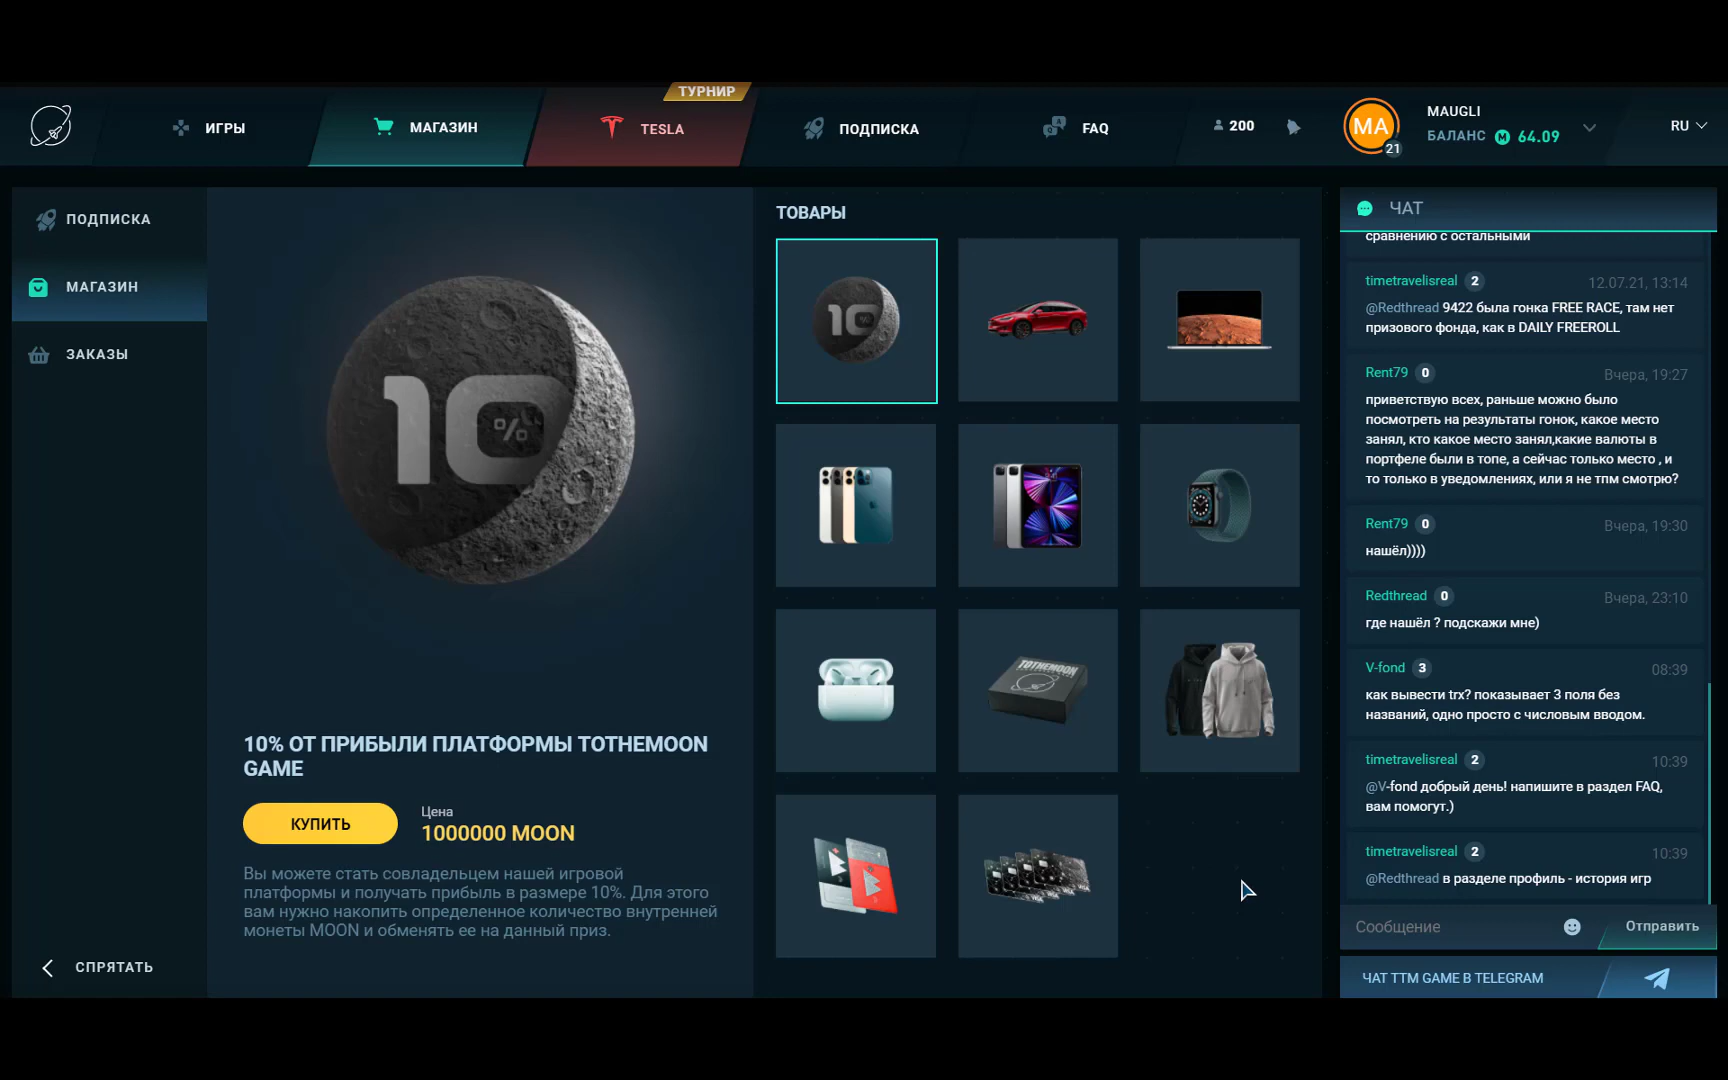 ТУРНИР
ИГРЫ
МАГАЗИН
TESLA
ПОДПИСКА
FAQ
200
MA
21
MAUGLI
БАЛАНС 64.09
RU
ПОДПИСКА
МАГАЗИН
ЗАКАЗЫ
СПРЯТАТЬ
10
%
10% ОТ ПРИБЫЛИ ПЛАТФОРМЫ TOTHEMOON
GAME
КУПИТЬ
Цена
1000000 MOON
Вы можете стать совладельцем нашей игровой
платформы и получать прибыль в размере 10%. Для этого
вам нужно накопить определенное количество внутренней
монеты MOON и обменять ее на данный приз.
ТОВАРЫ
10
TOTHEMOON
ЧАТ
сравнению с остальными
timetravelisreal 2 12.07.21, 13:14
@Redthread 9422 была гонка FREE RACE, там нет
призового фонда, как в DAILY FREEROLL
Rent79 0 Вчера, 19:27
приветствую всех, раньше можно было
посмотреть на результаты гонок, какое место
занял, кто какое место занял,какие валюты в
портфеле были в топе, а сейчас только место , и
то только в уведомлениях, или я не тпм смотрю?
Rent79 0 Вчера, 19:30
нашёл))))
Redthread 0 Вчера, 23:10
где нашёл ? подскажи мне)
V-fond 3 08:39
как вывести trx? показывает 3 поля без
названий, одно просто с числовым вводом.
timetravelisreal 2 10:39
@V-fond добрый день! напишите в раздел FAQ,
вам помогут.)
timetravelisreal 2 10:39
@Redthread в разделе профиль - история игр
Сообщение
Отправить
ЧАТ TTM GAME В TELEGRAM